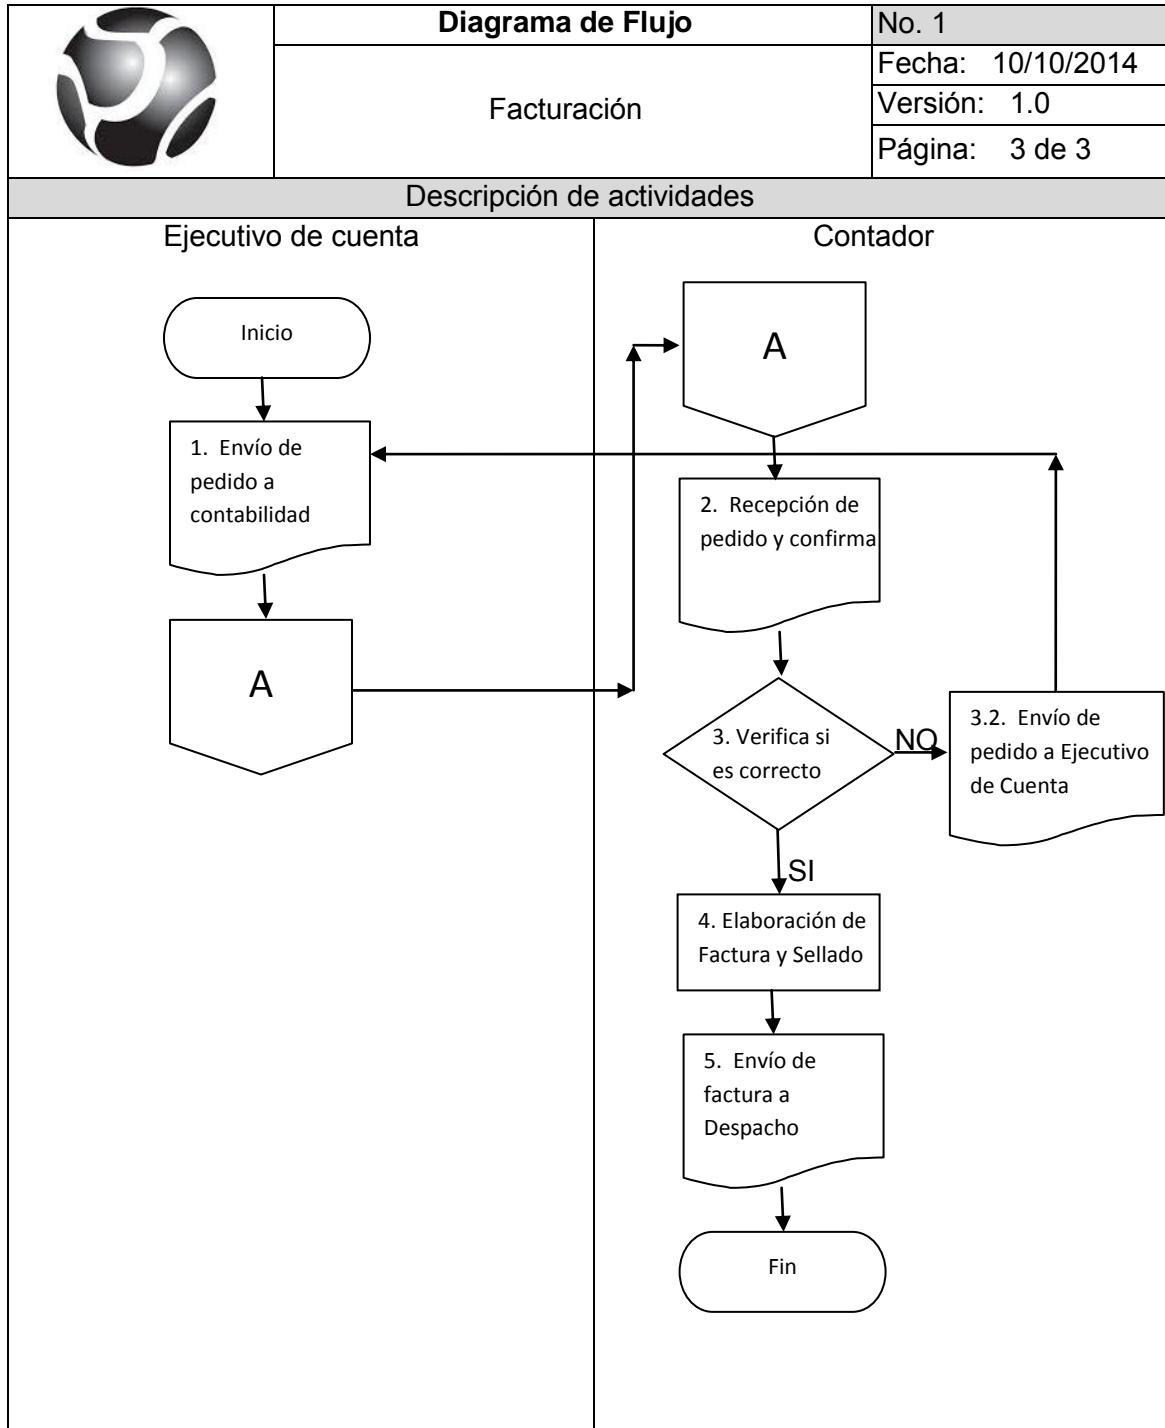 Diagrama de Flujo
No. 1
Facturación
Fecha: 10/10/2014
Versión: 1.0
Página: 3 de 3
Descripción de actividades
Ejecutivo de cuenta
Contador
Inicio
1. Envío de
pedido a
contabilidad
A
A
2. Recepción de
pedido y confirma
3. Verifica si
es correcto
NO
3.2. Envío de
pedido a Ejecutivo
de Cuenta
SI
4. Elaboración de
Factura y Sellado
5. Envío de
factura a
Despacho
Fin